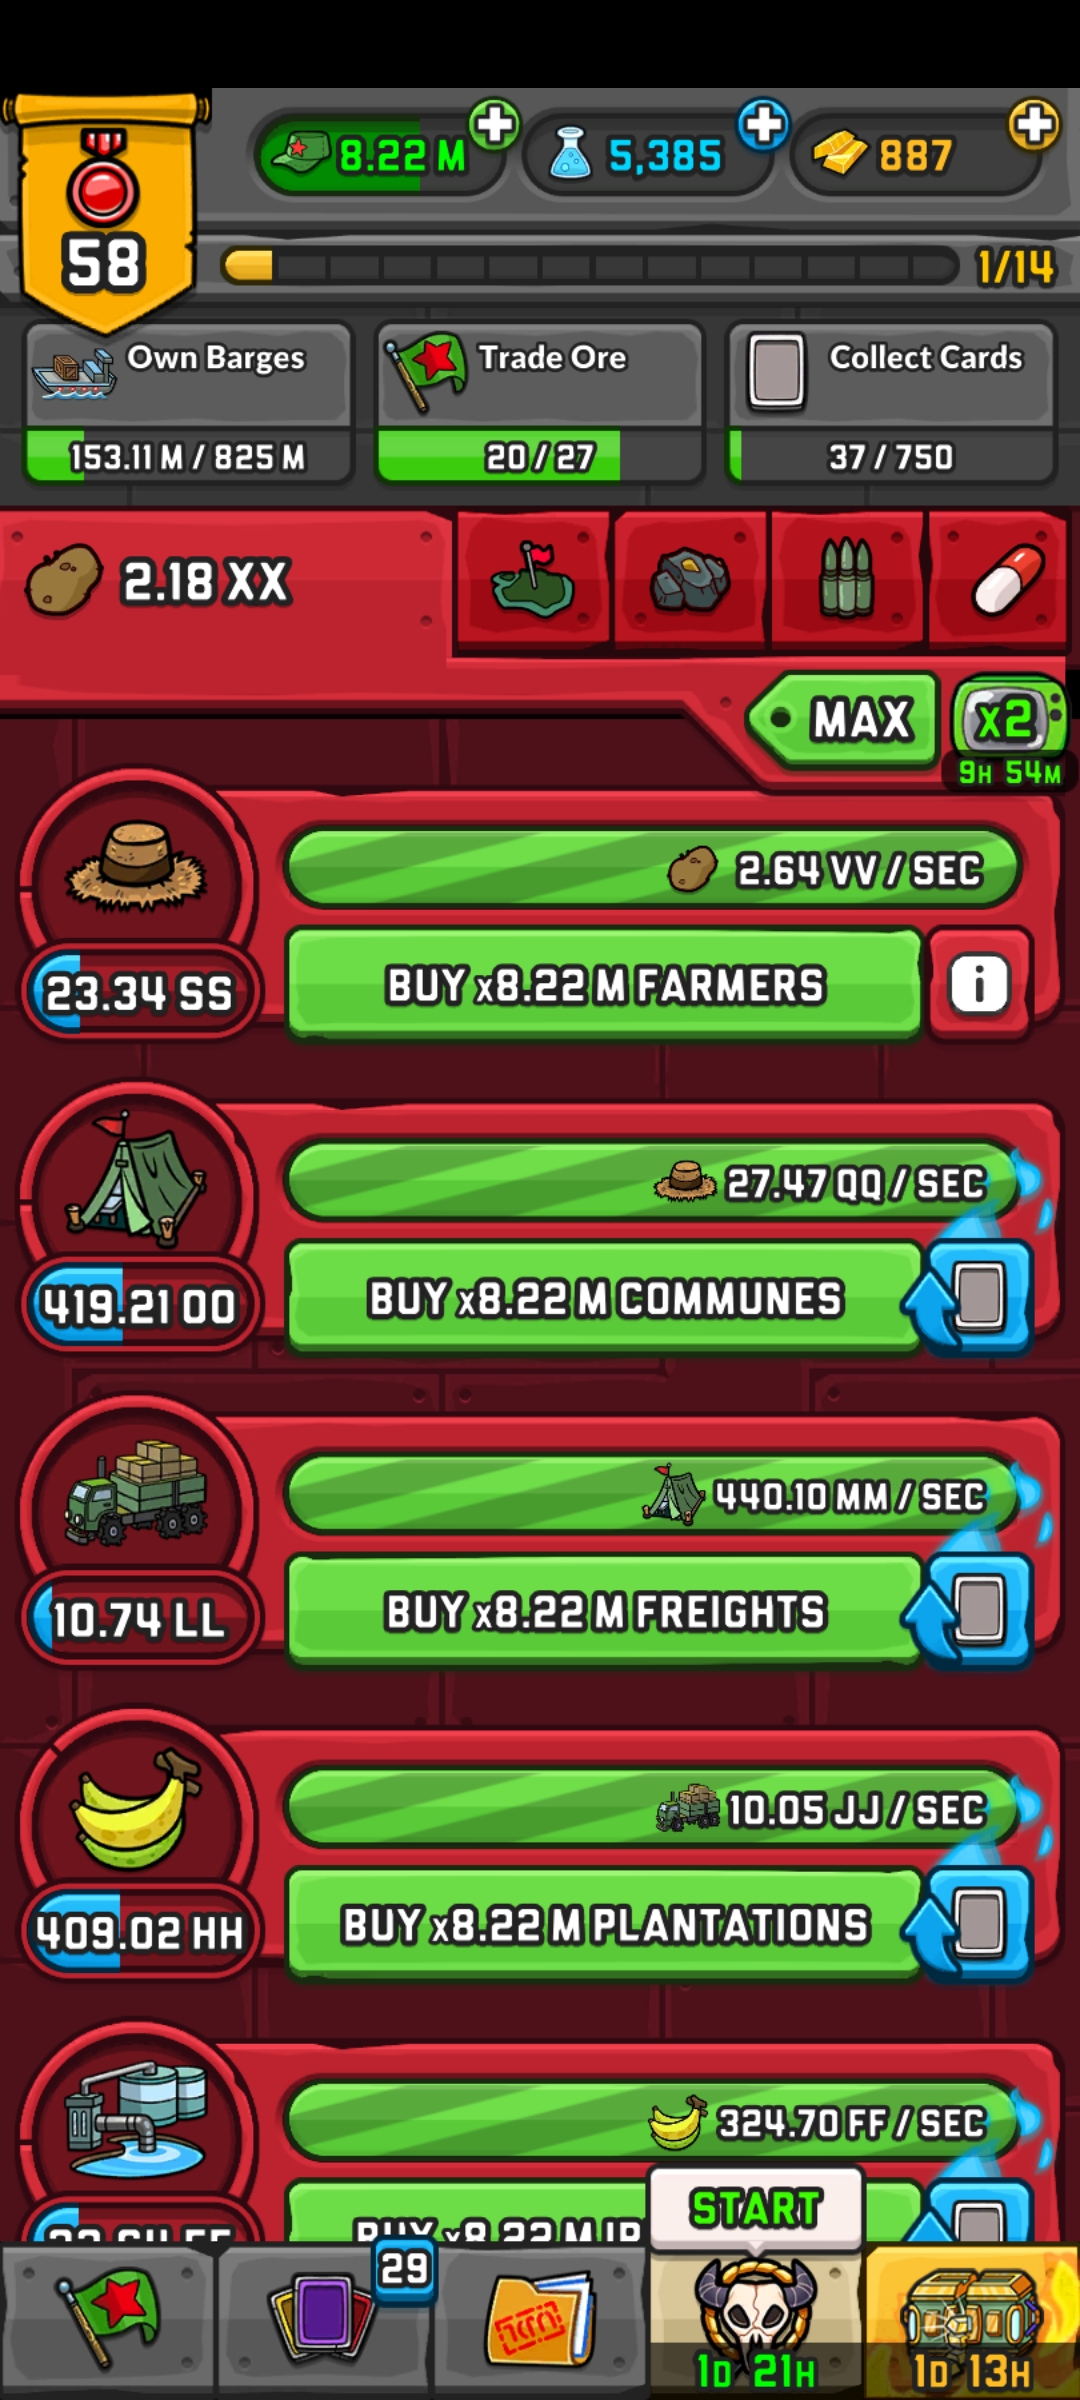 58
8.22 M
5,385
887
1/14
Own Barges
Trade Ore
Collect Cards
153.11 M / 825 M
20 / 27
37 / 750
2.18 XX
MAX
x2
9H 54M
2.64 VV / SEC
23.34 SS
BUY x8.22 M FARMERS
i
27.47 QQ / SEC
419.21 OO
BUY x8.22 M COMMUNES
440.10 MM / SEC
10.74 LL
BUY x8.22 M FREIGHTS
10.05 JJ / SEC
409.02 HH
BUY x8.22 M PLANTATIONS
324.70 FF / SEC
BUY x8.22 M
START
29
1D 21H
1D 13H